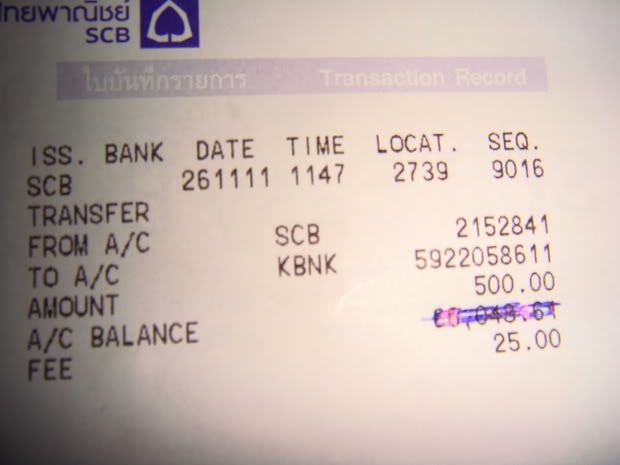 ไทยพาณิชย์
SCB
ใบบันทึกรายการ Transaction Record
ISS. BANK DATE TIME LOCAT. SEQ.
SCB 261111 1147 2739 9016
TRANSFER
FROM A/C SCB 2152841
TO A/C KBNK 5922058611
AMOUNT 500.00
A/C BALANCE
FEE 25.00